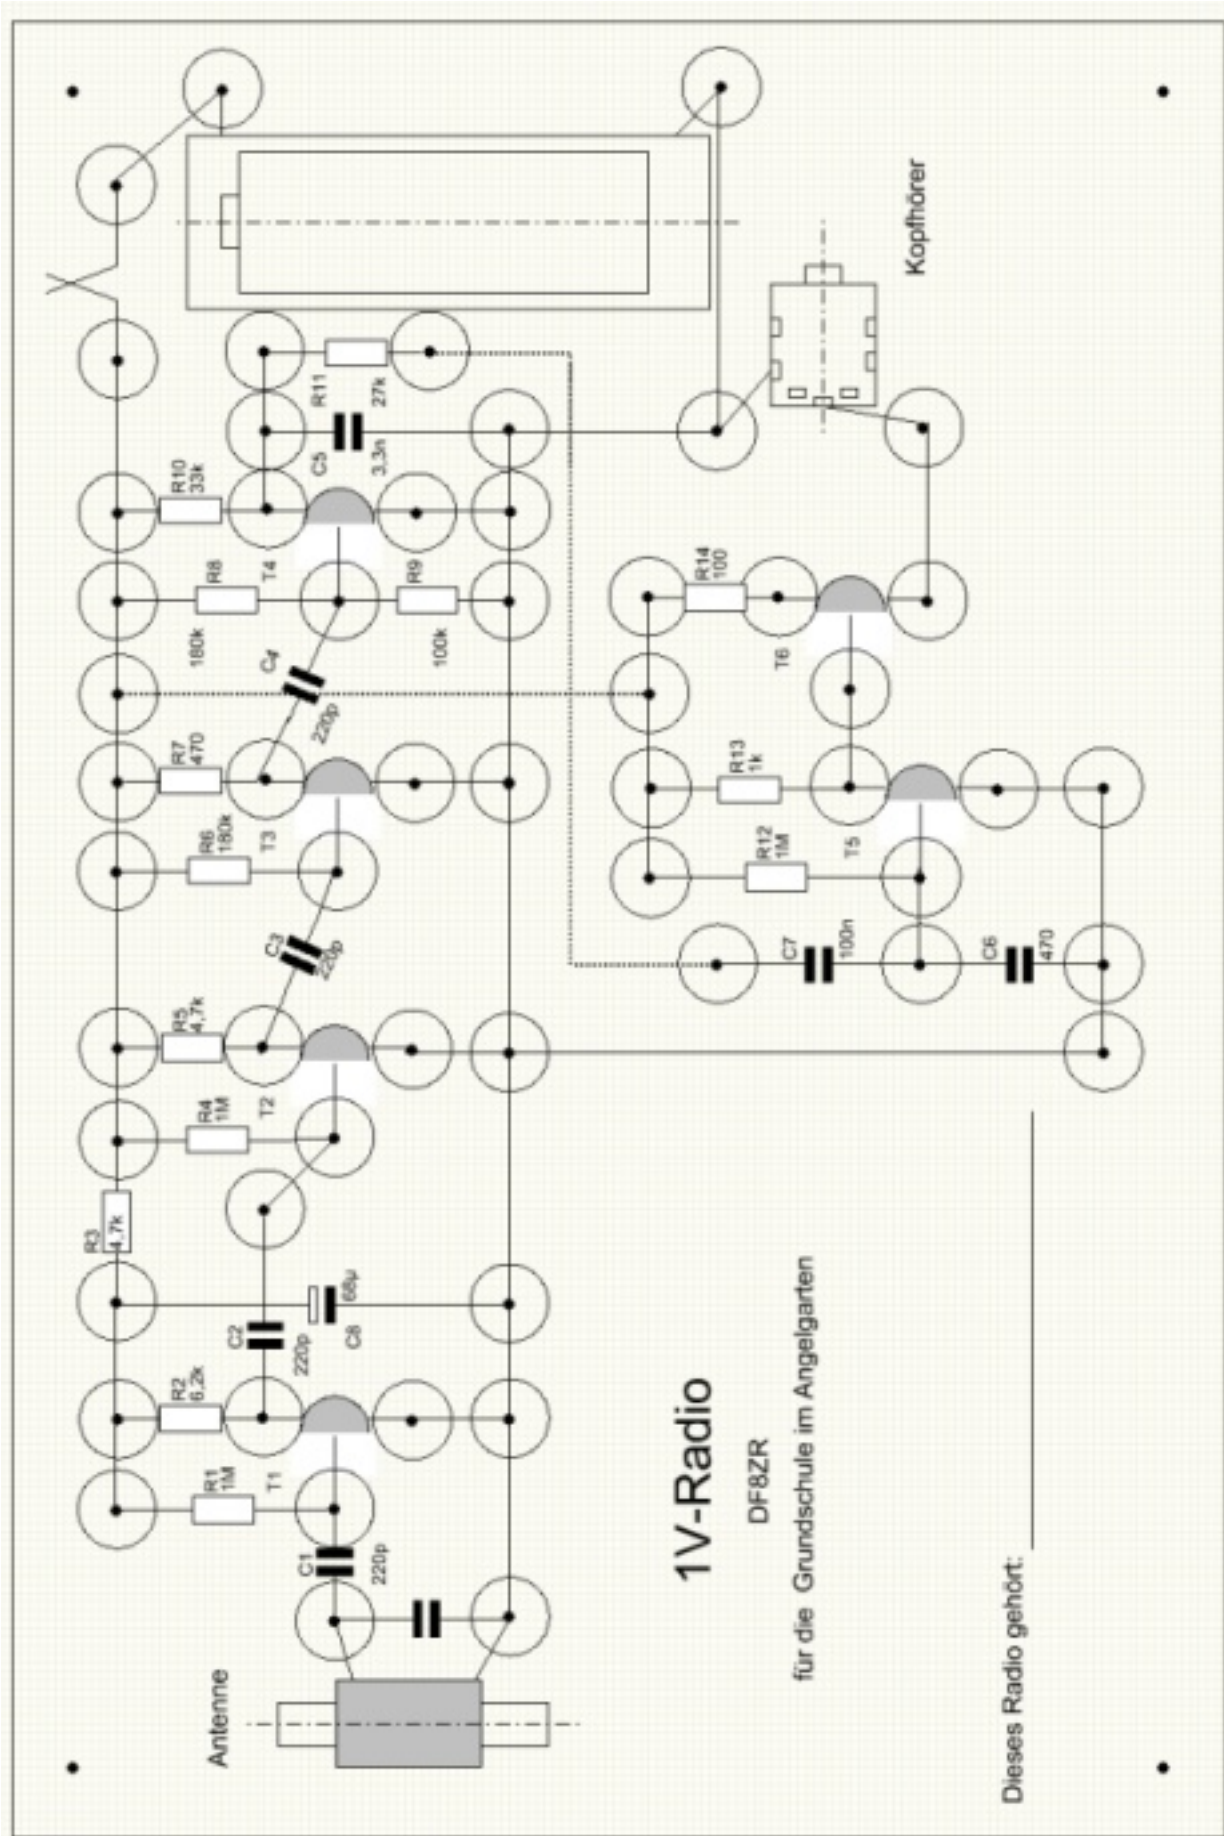 Antenne
R1
1M
T1
C1
220p
R2
6,2k
C2
220p
68µ
C8
R3
4,7k
R4
1M
T2
R5
4,7k
C3
220p
R6
180k
T3
R7
470
C4
220p
R8
180k
T4
R9
100k
R10
33k
C5
3,3n
R11
27k
C7
100n
C6
470
R12
1M
T5
R13
1k
T6
R14
100
Kopfhörer
1V-Radio
DF8ZR
für die Grundschule im Angelgarten
Dieses Radio gehört: